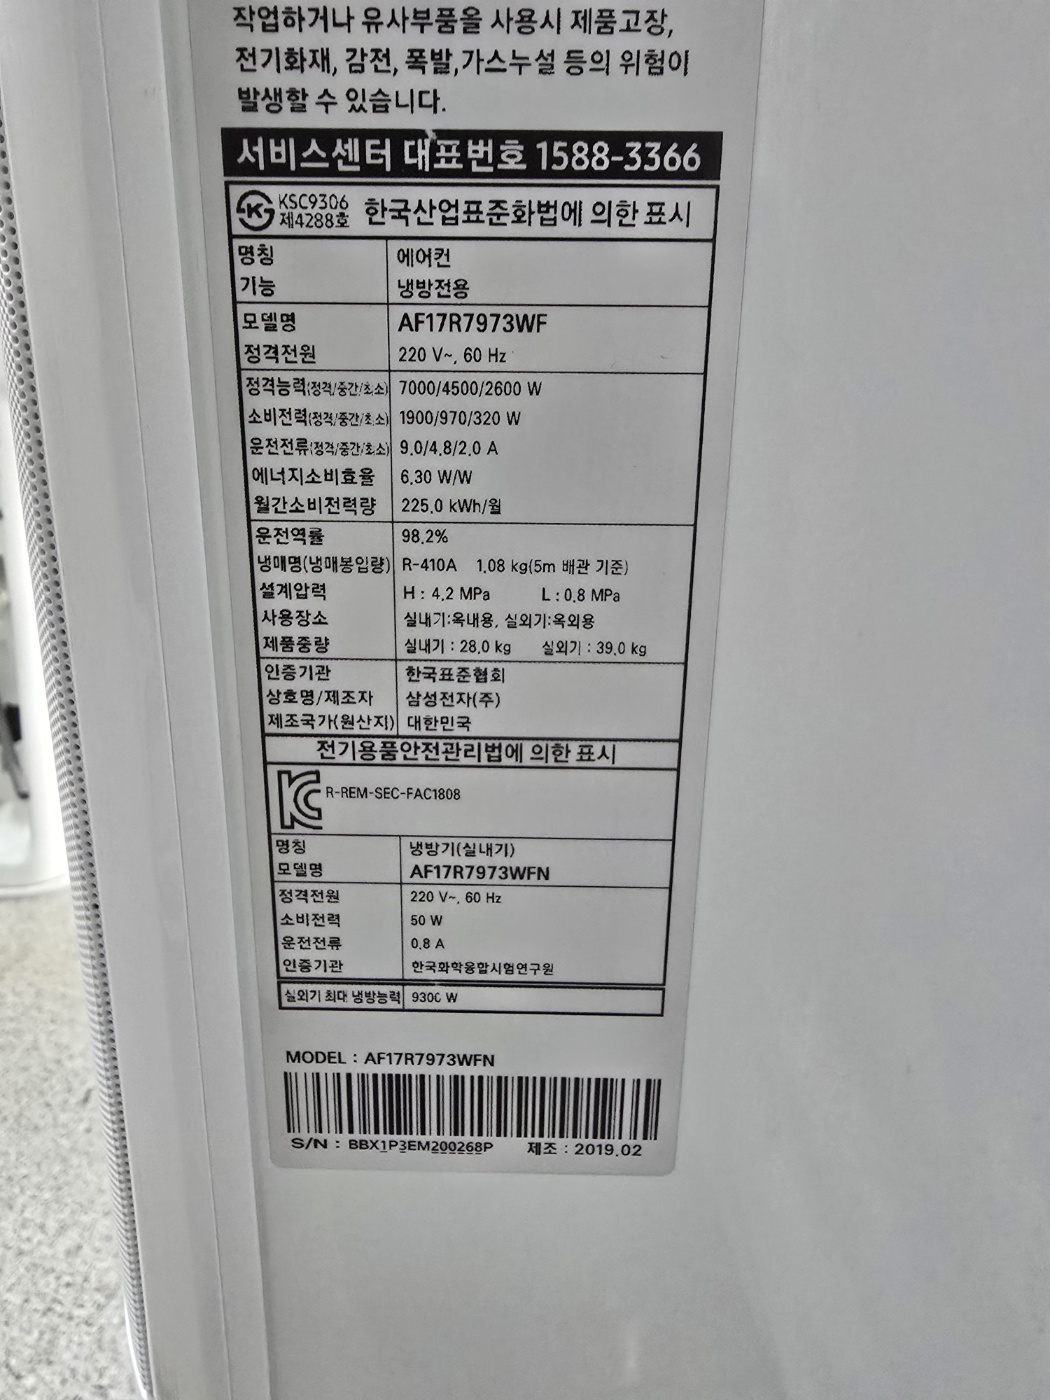 작업하거나 유사부품올 사용시 제품고장,
전기화재, 감전, 폭발,가스누설 등의 위험이
발생할 수 있습니다.
서비스센터 대표번호 1588-3366
KSC9306
제4288호 한국산업표준화법에 의한 표시
명칭 에어컨
기능 냉방전용
모델명 AF17R7973WF
정격전원 220 V~, 60 Hz
정격능력(정격/중간/최소) 7000/4500/2600 W
소비전력(정격/중간/최소) 1900/970/320 W
운전전류(정격/중간/최소) 9.0/4.8/2.0 A
에너지소비효율 6.30 W/W
월간소비전력량 225.0 kWh/월
운전역률 98.2%
냉매명(냉매봉입량) R-410A 1.08 kg(5m 배관 기준)
설계압력 H : 4.2 MPa L : 0.8 MPa
사용장소 실내기:옥내용, 실외기:옥외용
제품중량 실내기 : 28.0 kg 실외기 : 39.0 kg
인증기관 한국표준협회
상호명/제조자 삼성전자(주)
제조국가(원산지) 대한민국
전기용품안전관리법에 의한 표시
R-REM-SEC-FAC1808
명칭 냉방기(실내기)
모델명 AF17R7973WFN
정격전원 220 V~, 60 Hz
소비전력 50 W
운전전류 0.8 A
인증기관 한국화학융합시험연구원
실외기 최대 냉방능력 9300 W
MODEL : AF17R7973WFN
S/N : BBX1P3EM200268P 제조 : 2019.02